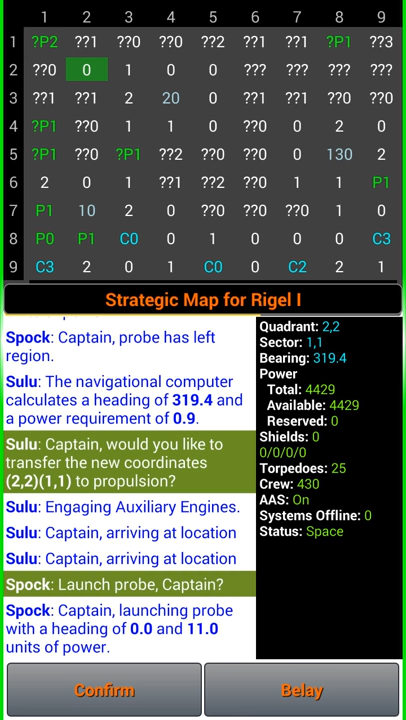 1 2 3 4 5 6 7 8 9
1 ?P2 ??1 ??0 ??0 ??2 ??1 ??1 ?P1 ??3
2 ??0 0 1 0 0 ??? ??? ??? ???
3 ??1 ??1 2 20 0 ??1 ??1 ??0 ??0
4 ?P1 ??0 1 1 0 ??0 0 2 0
5 ?P1 ??0 ?P1 ??2 ??0 ??0 0 130 2
6 2 0 1 ??1 ??2 ??0 1 1 P1
7 P1 10 2 0 ??0 ??0 ??0 1 0
8 P0 P1 C0 0 1 0 0 0 C3
9 C3 2 0 1 C0 0 C2 2 1
Strategic Map for Rigel I
Spock: Captain, probe has left
region.
Sulu: The navigational computer
calculates a heading of 319.4 and
a power requirement of 0.9.
Sulu: Captain, would you like to
transfer the new coordinates
(2,2)(1,1) to propulsion?
Sulu: Engaging Auxiliary Engines.
Sulu: Captain, arriving at location
Sulu: Captain, arriving at location
Spock: Launch probe, Captain?
Spock: Captain, launching probe
with a heading of 0.0 and 11.0
units of power.
Quadrant: 2,2
Sector: 1,1
Bearing: 319.4
Power
Total: 4429
Available: 4429
Reserved: 0
Shields: 0
0/0/0/0
Torpedoes: 25
Crew: 430
AAS: On
Systems Offline: 0
Status: Space
Confirm
Belay